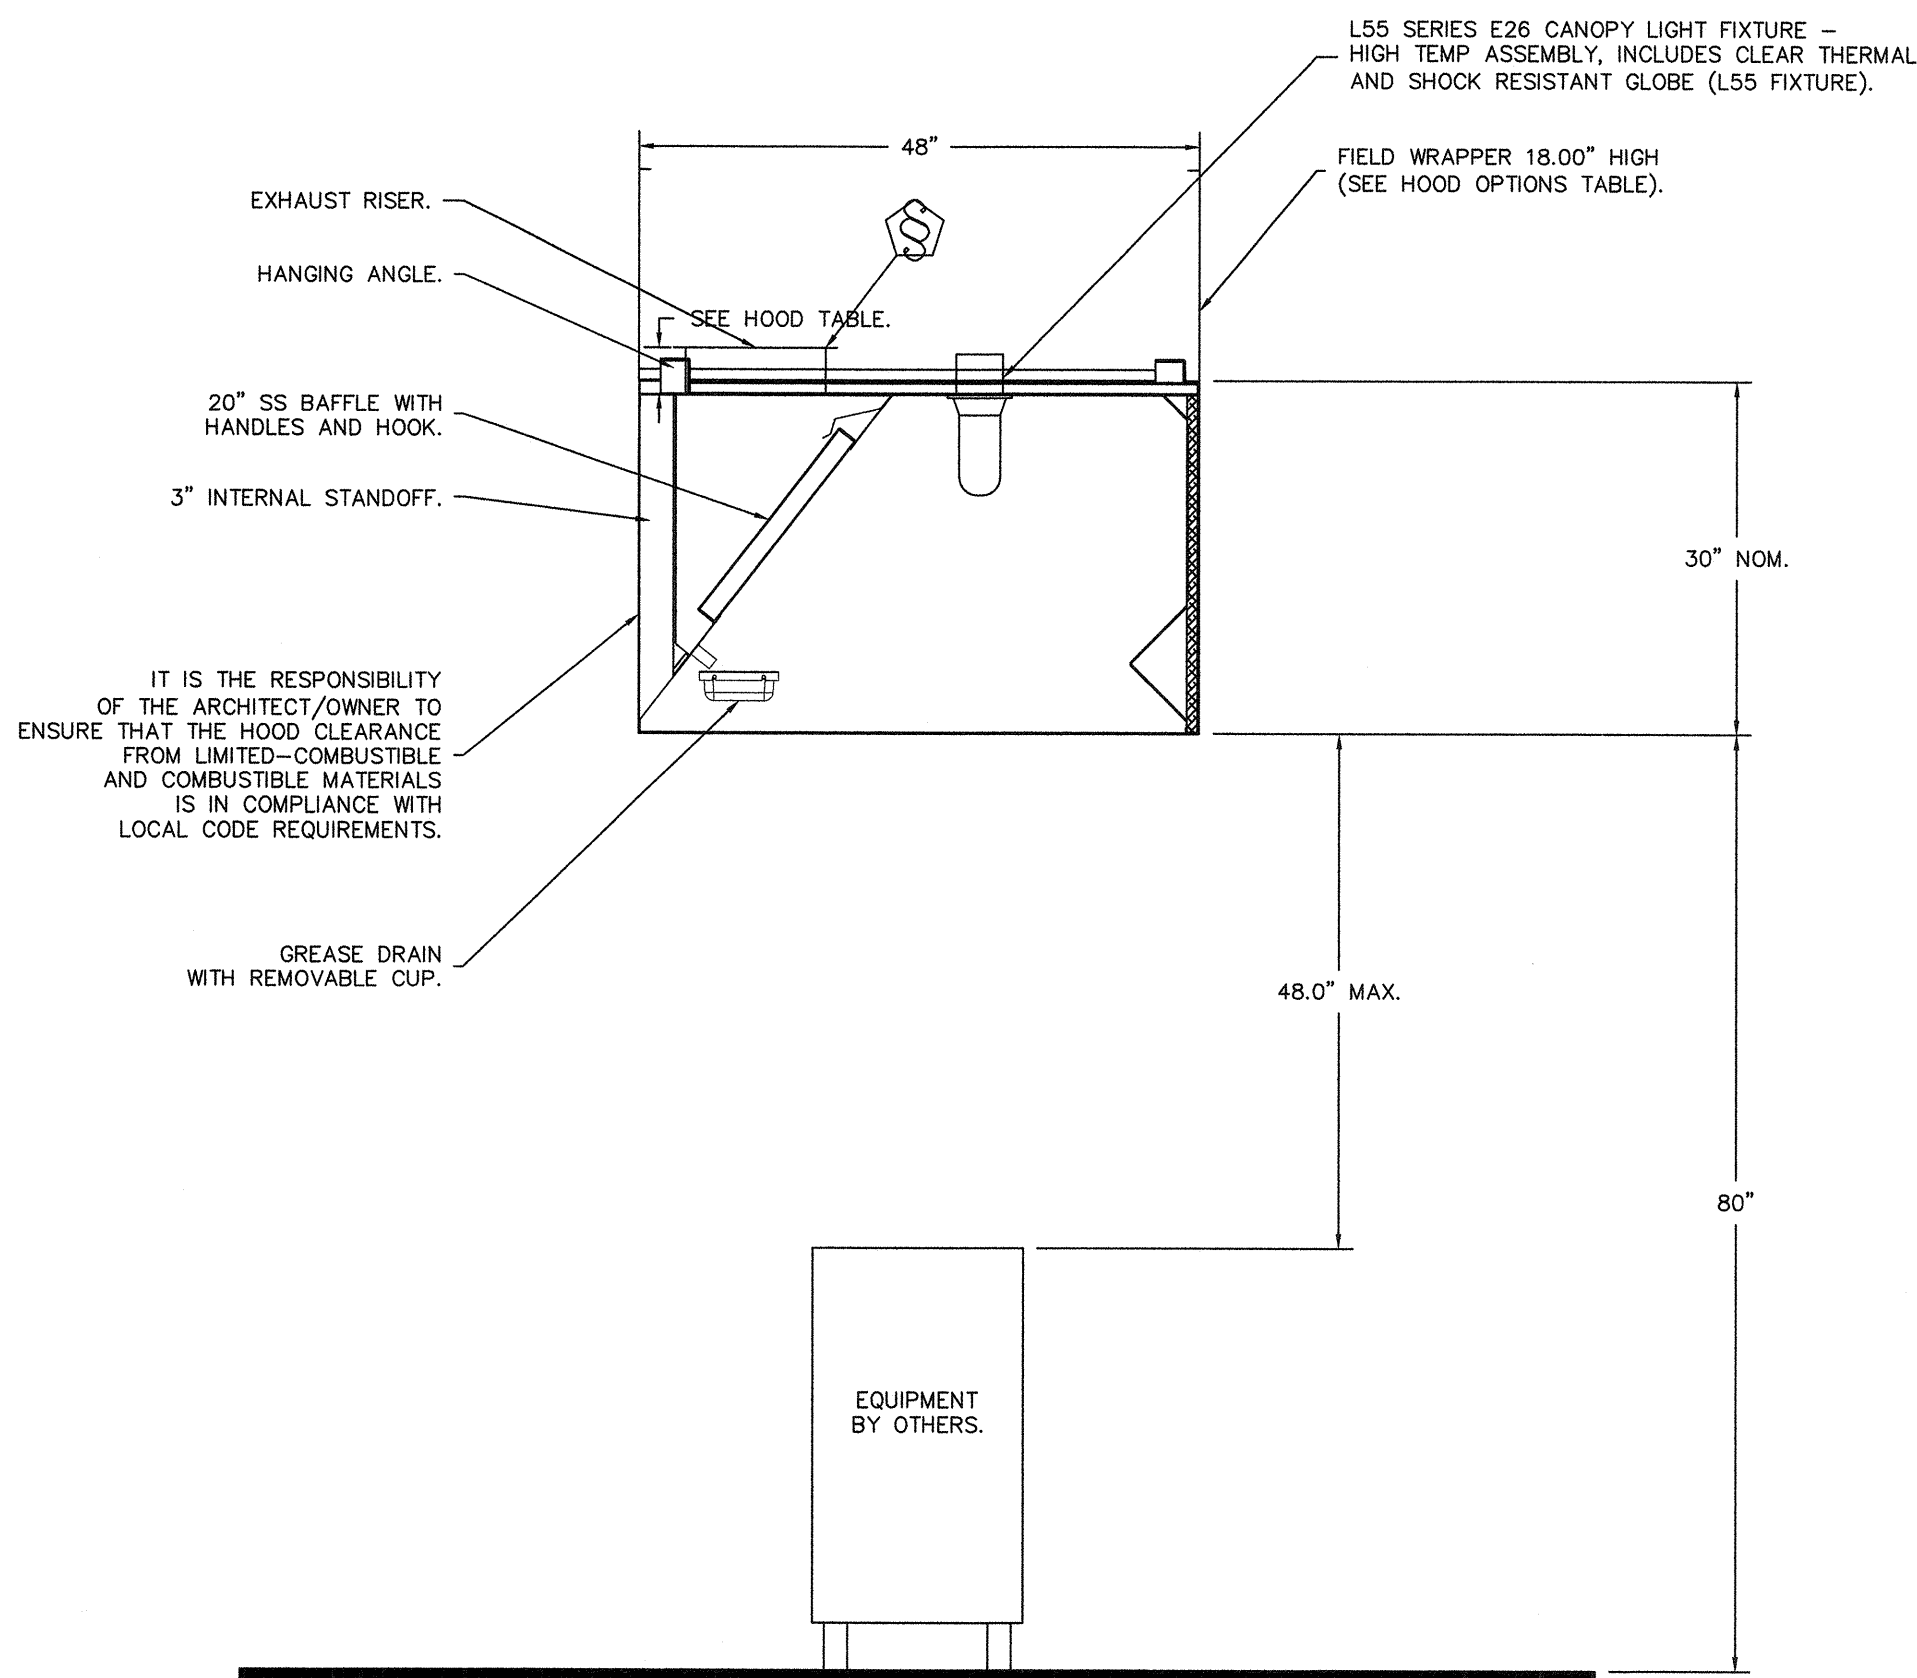 L55 SERIES E26 CANOPY LIGHT FIXTURE –
HIGH TEMP ASSEMBLY, INCLUDES CLEAR THERMAL
AND SHOCK RESISTANT GLOBE (L55 FIXTURE).
48"
FIELD WRAPPER 18.00" HIGH
(SEE HOOD OPTIONS TABLE).
EXHAUST RISER.
HANGING ANGLE.
SEE HOOD TABLE.
20" SS BAFFLE WITH
HANDLES AND HOOK.
3" INTERNAL STANDOFF.
30" NOM.
IT IS THE RESPONSIBILITY
OF THE ARCHITECT/OWNER TO
ENSURE THAT THE HOOD CLEARANCE
FROM LIMITED–COMBUSTIBLE
AND COMBUSTIBLE MATERIALS
IS IN COMPLIANCE WITH
LOCAL CODE REQUIREMENTS.
GREASE DRAIN
WITH REMOVABLE CUP.
48.0" MAX.
80"
EQUIPMENT
BY OTHERS.